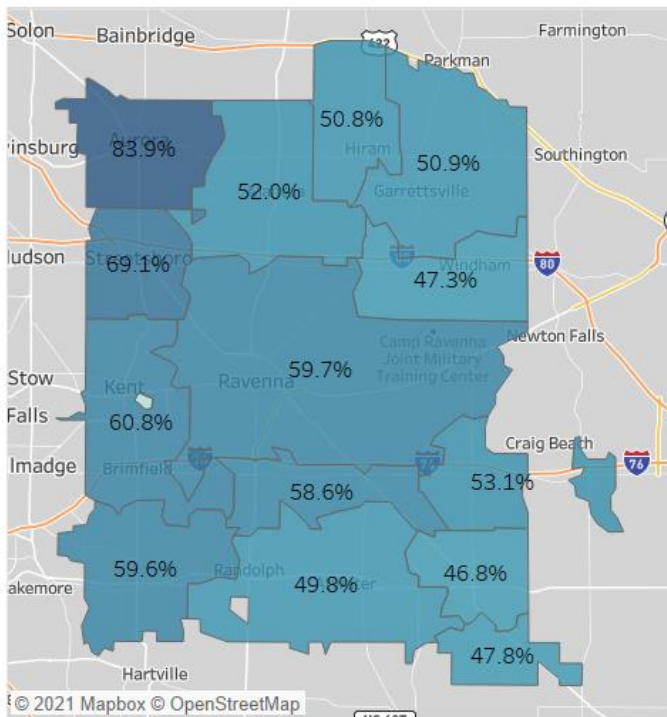 Solon
Bainbridge
422
Farmington
Parkman
Aurora
83.9%
50.8%
Hiram
50.9%
Garrettsville
Southington
52.0%
Hudson
Streetsboro
69.1%
Windham
47.3%
80
Newton Falls
Camp Ravenna
Joint Military
Training Center
59.7%
Ravenna
Stow
Kent
Falls
60.8%
Craig Beach
Imadge
Brimfield
76
53.1%
58.6%
59.6%
Randolph
49.8%
46.8%
akemore
47.8%
Hartville
© 2021 Mapbox © OpenStreetMap